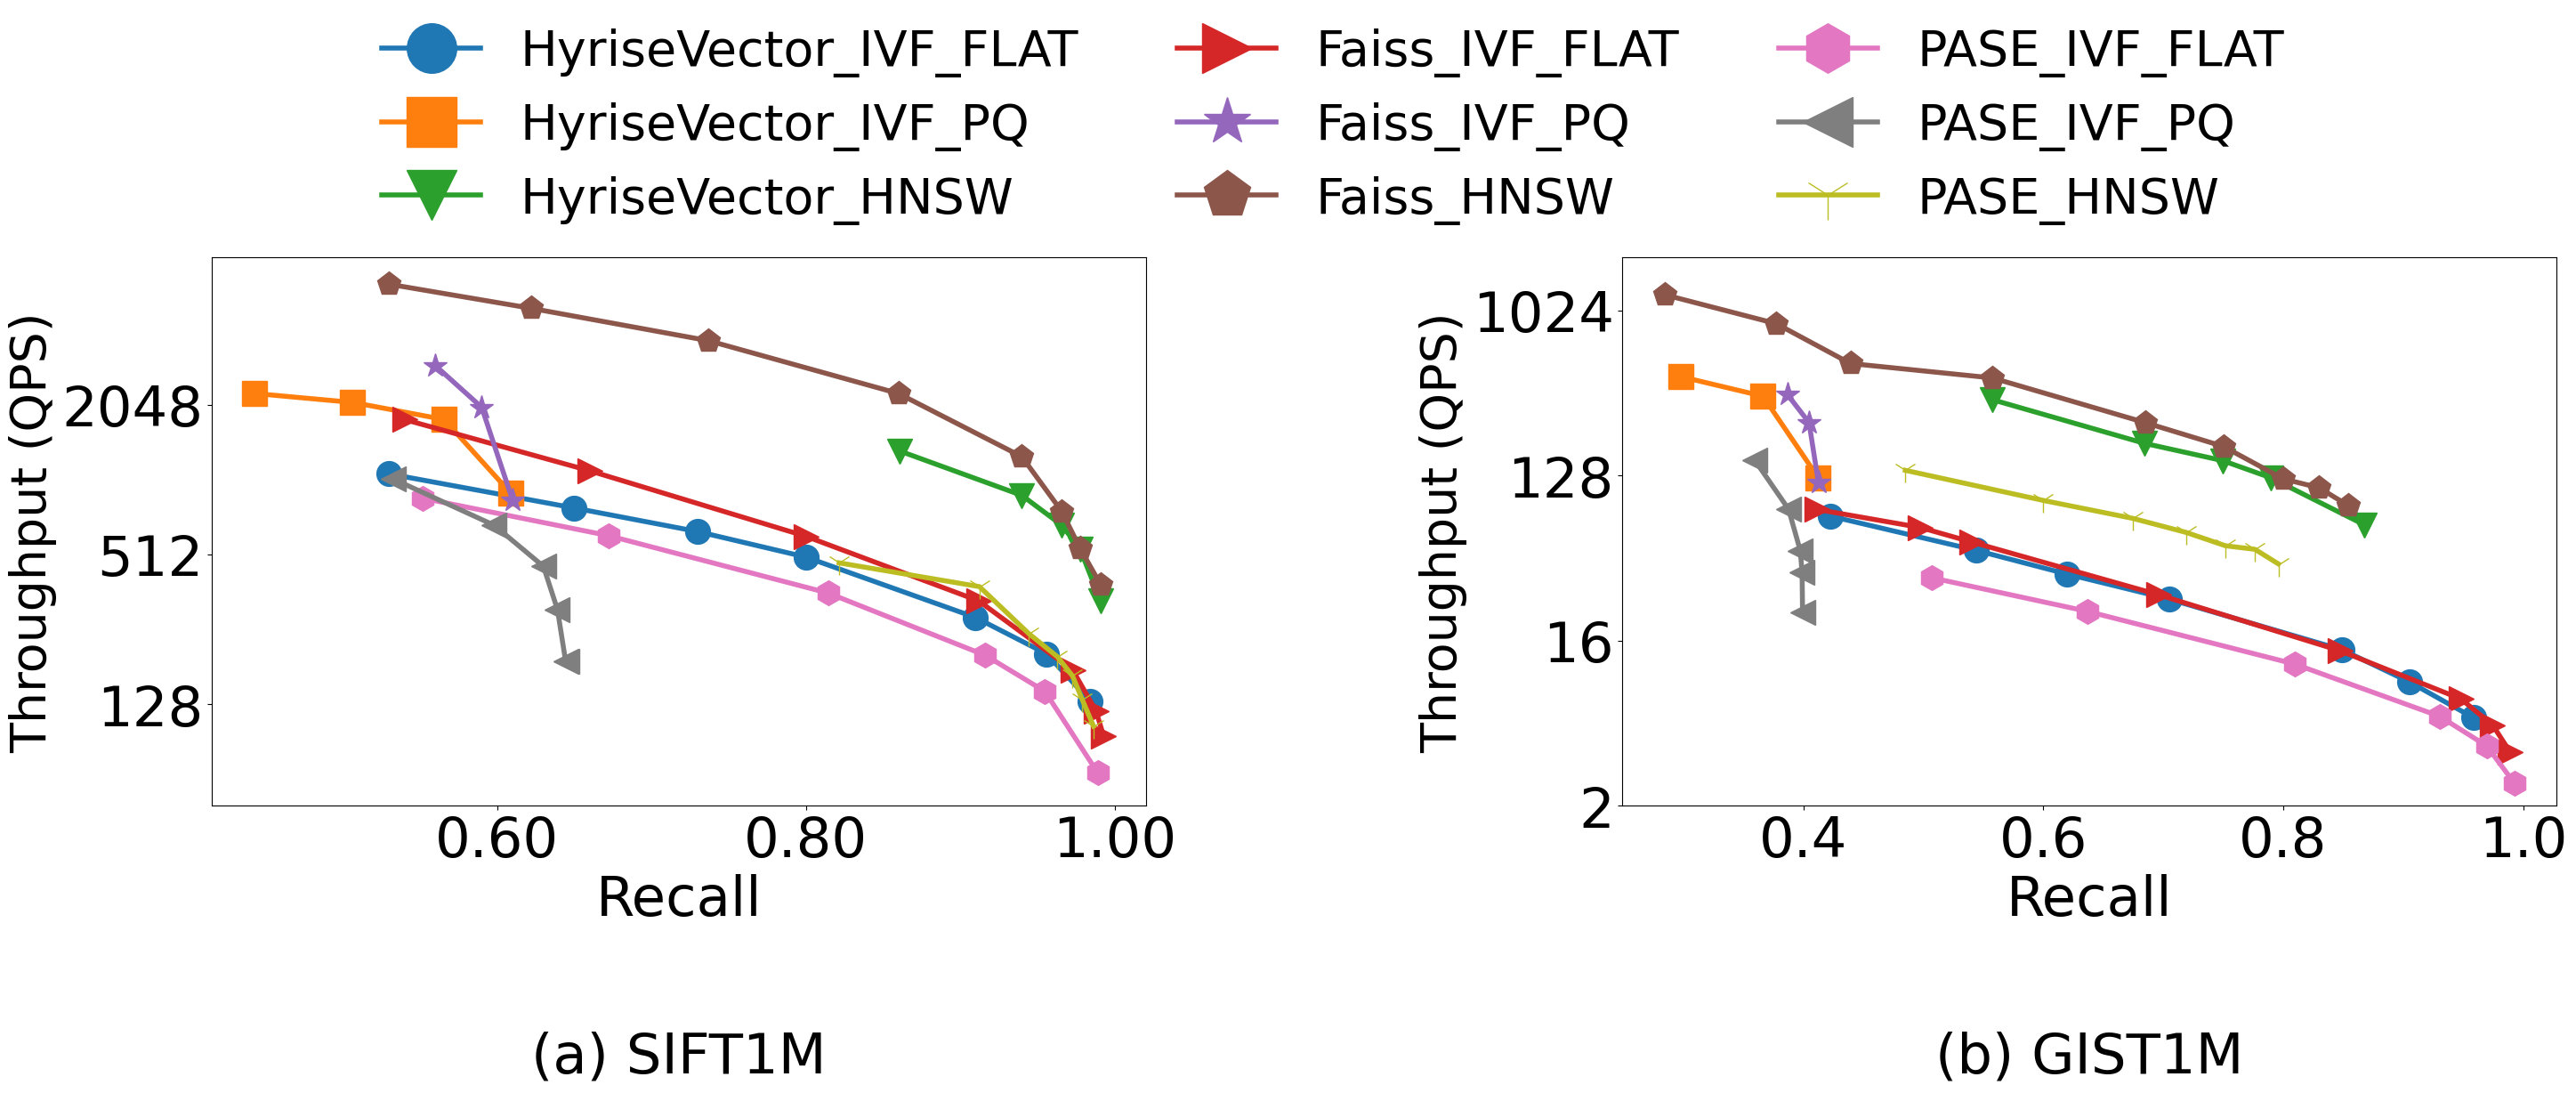 HyriseVector_IVF_FLAT
HyriseVector_IVF_PQ
HyriseVector_HNSW
Faiss_IVF_FLAT
Faiss_IVF_PQ
Faiss_HNSW
PASE_IVF_FLAT
PASE_IVF_PQ
PASE_HNSW
Throughput (QPS)
2048
512
128
0.60 0.80 1.00
Recall
(a) SIFT1M
Throughput (QPS)
1024
128
16
2
0.4 0.6 0.8 1.0
Recall
(b) GIST1M